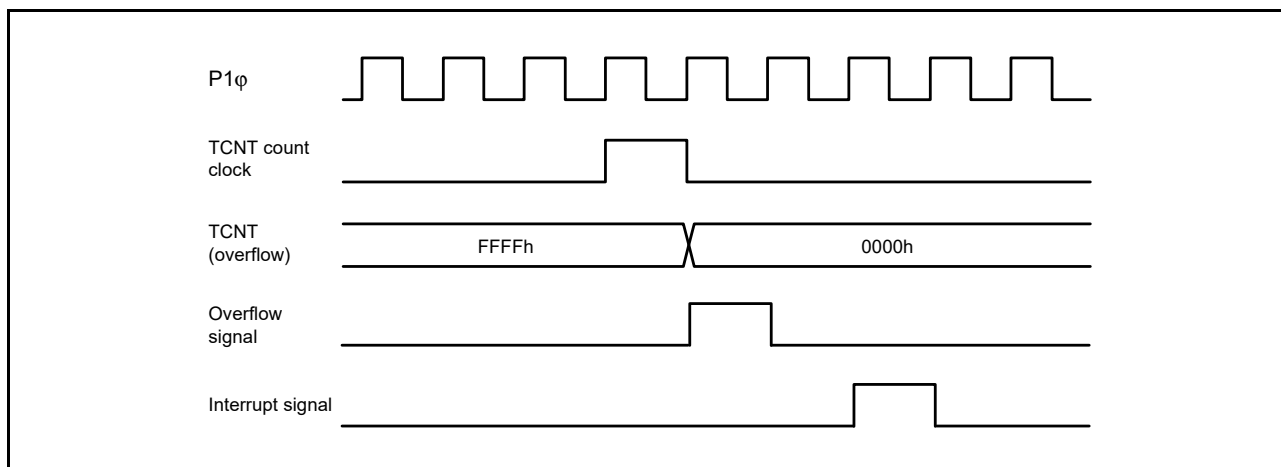 P1φ
TCNT count
clock
TCNT
(overflow)
FFFFh
0000h
Overflow
signal
Interrupt signal